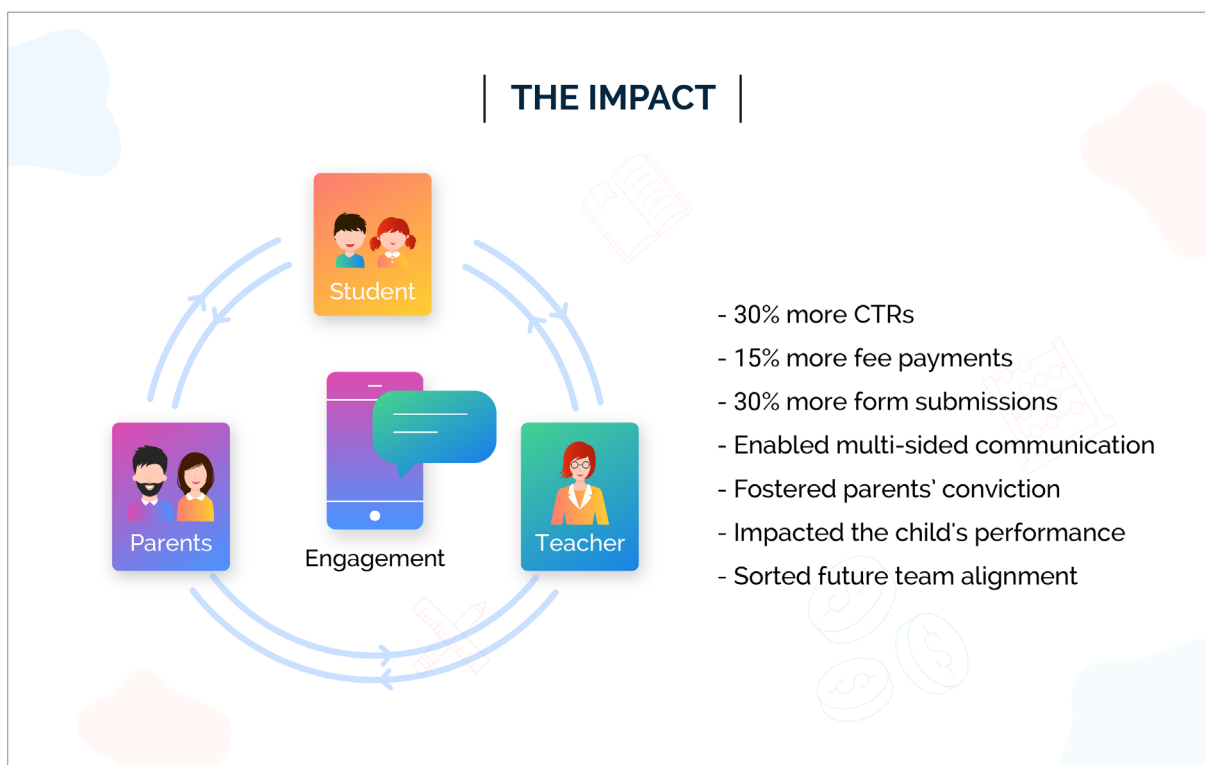 THE IMPACT
Student
Parents
Engagement
Teacher
- 30% more CTRs
- 15% more fee payments
- 30% more form submissions
- Enabled multi-sided communication
- Fostered parents’ conviction
- Impacted the child's performance
- Sorted future team alignment